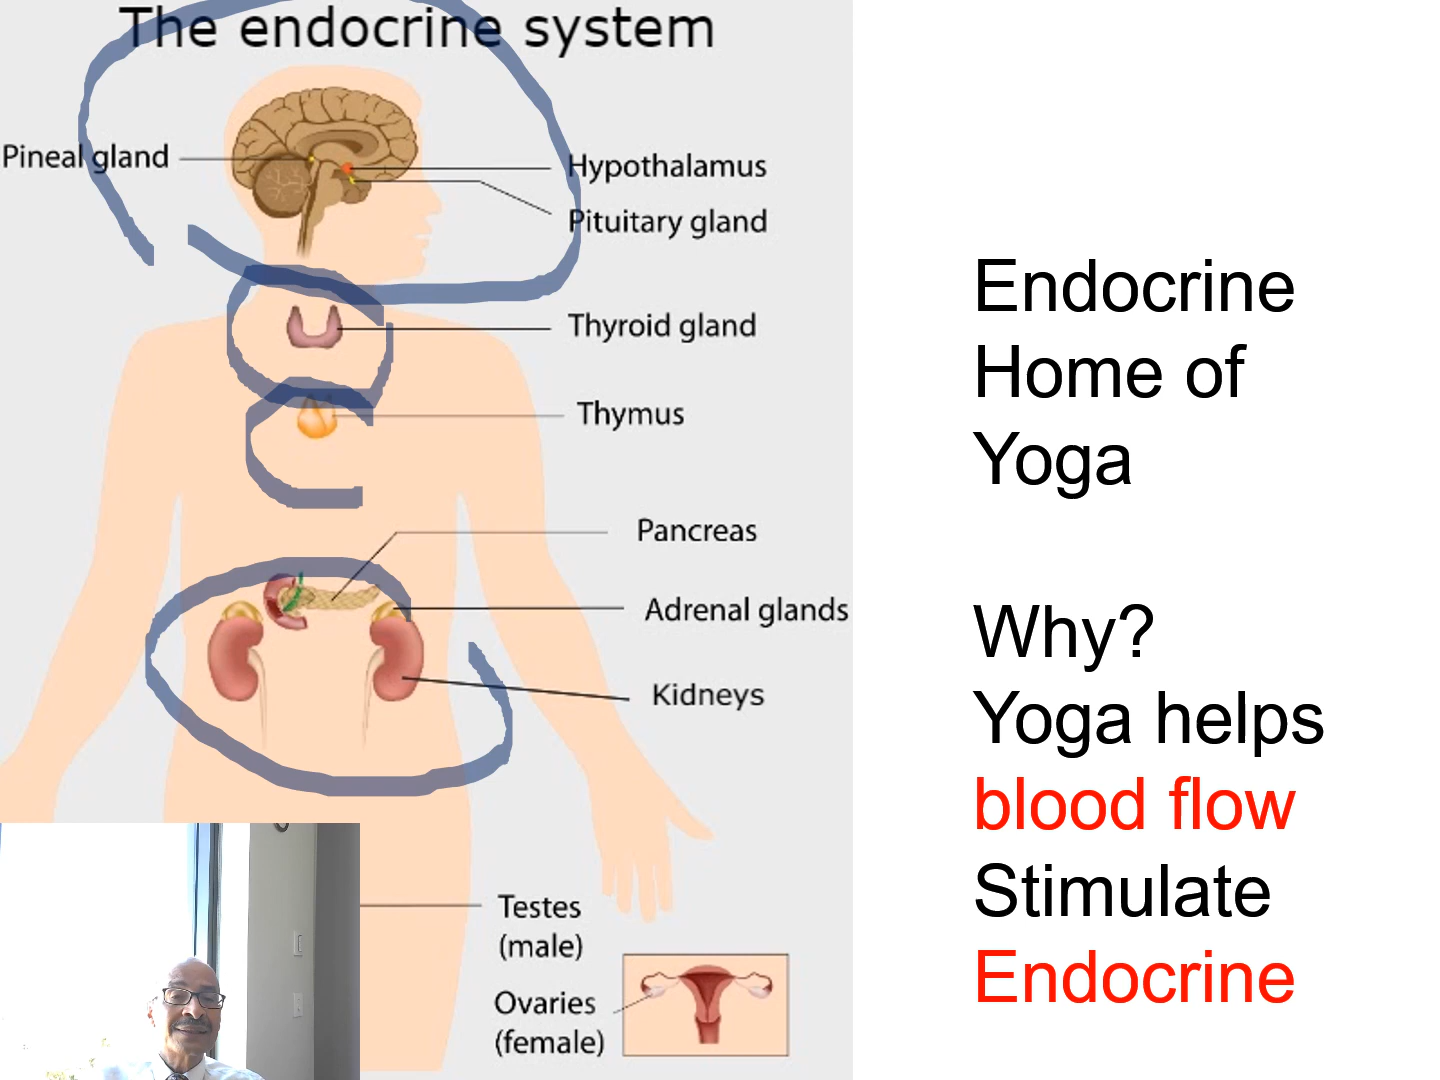 The endocrine system
Pineal gland
Hypothalamus
Pituitary gland
Thyroid gland
Thymus
Pancreas
Adrenal glands
Kidneys
Testes
(male)
Ovaries
(female)
Endocrine
Home of
Yoga
Why?
Yoga helps
blood flow
Stimulate
Endocrine